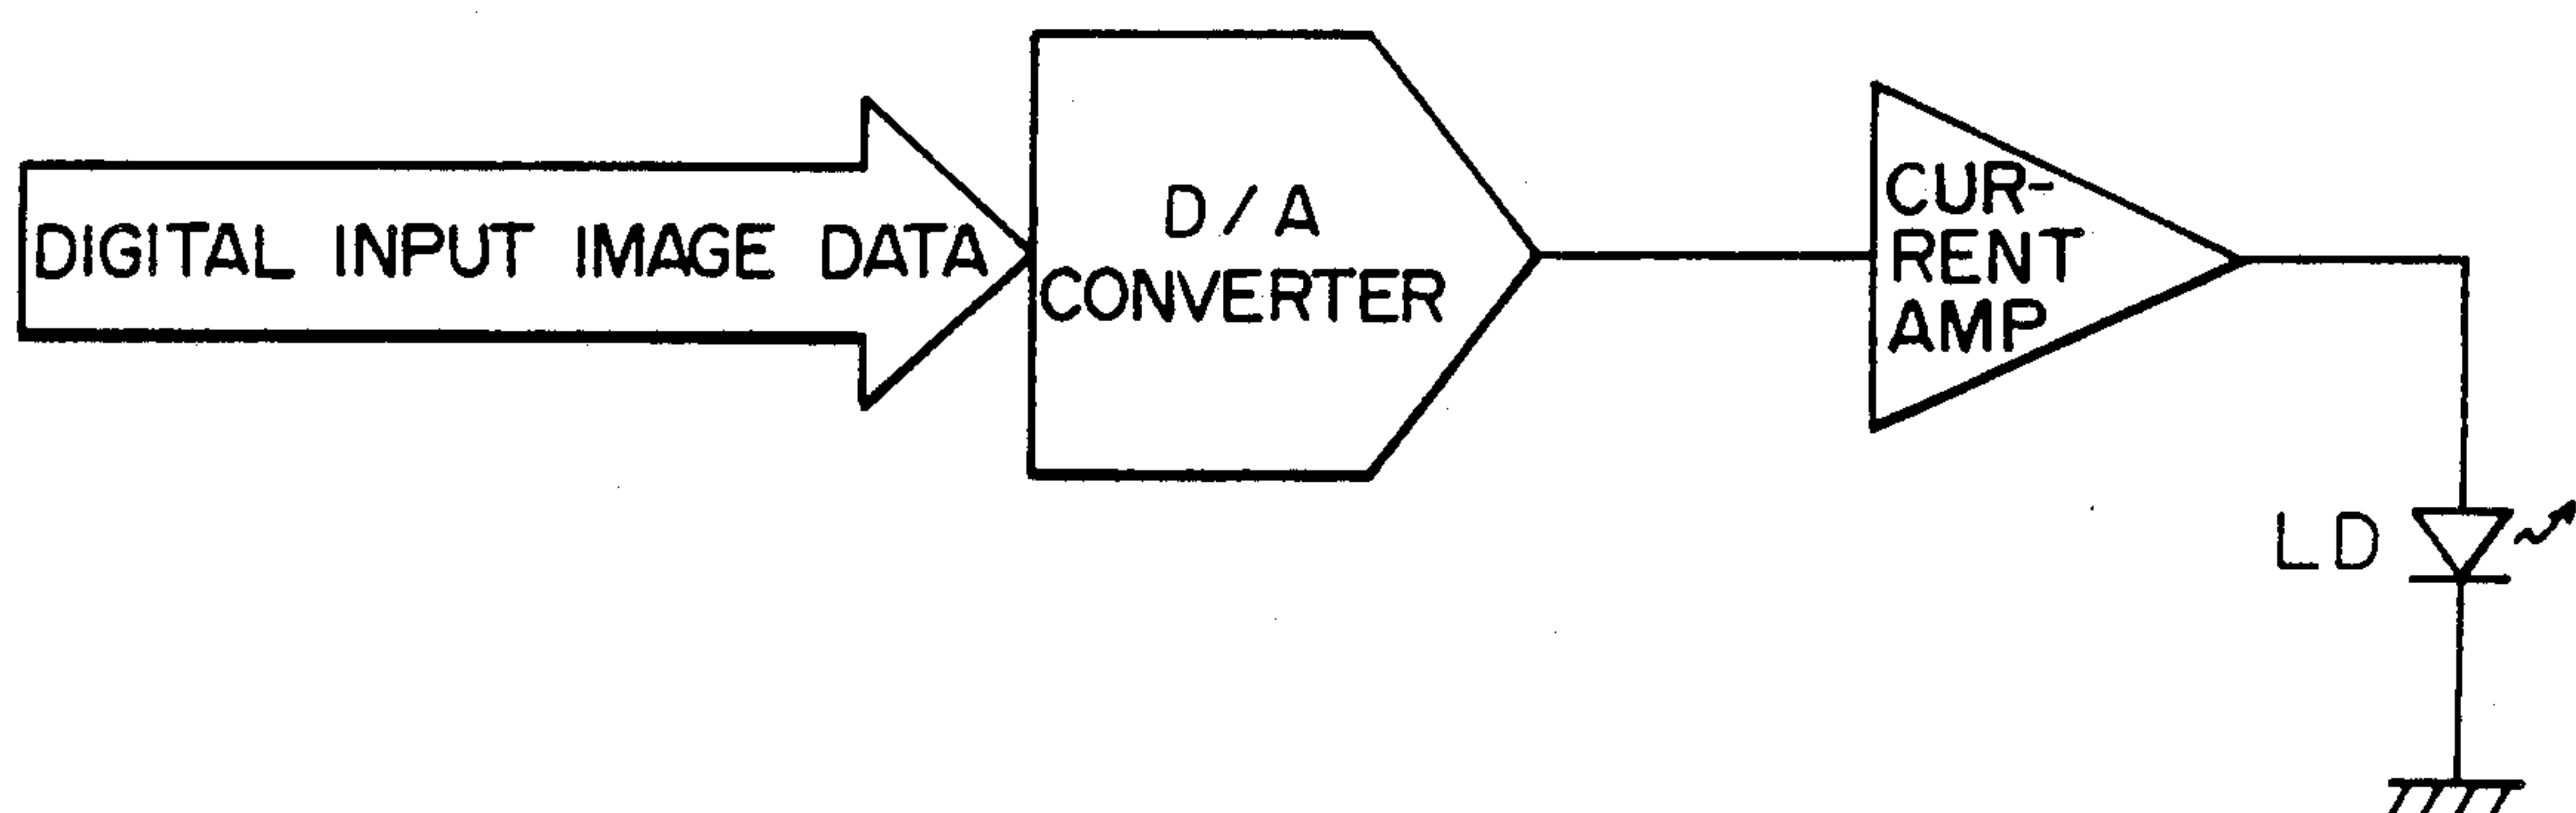 DIGITAL INPUT IMAGE DATA
D/A
CONVERTER
CUR-
RENT
AMP
LD